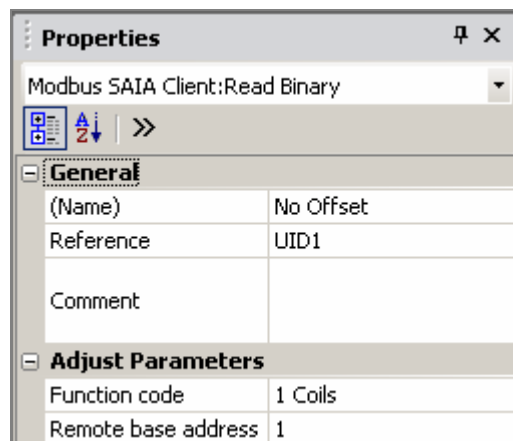 Properties
Modbus SAIA Client:Read Binary
General
(Name) No Offset
Reference UID1
Comment
Adjust Parameters
Function code 1 Coils
Remote base address 1